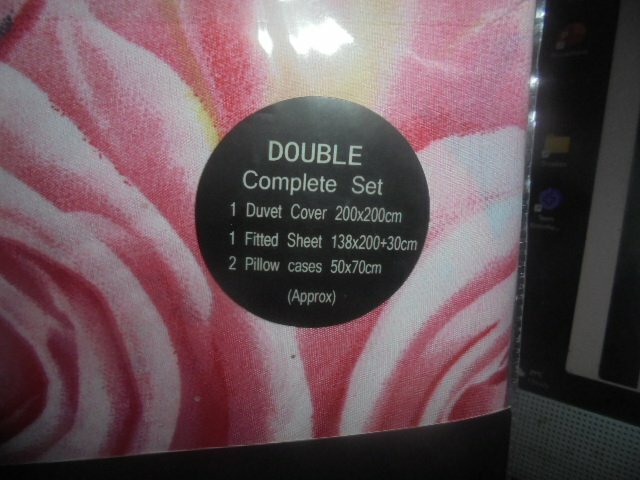 DOUBLE
Complete Set
1 Duvet Cover 200x200cm
1 Fitted Sheet 138x200+30cm
2 Pillow cases 50x70cm
(Approx)